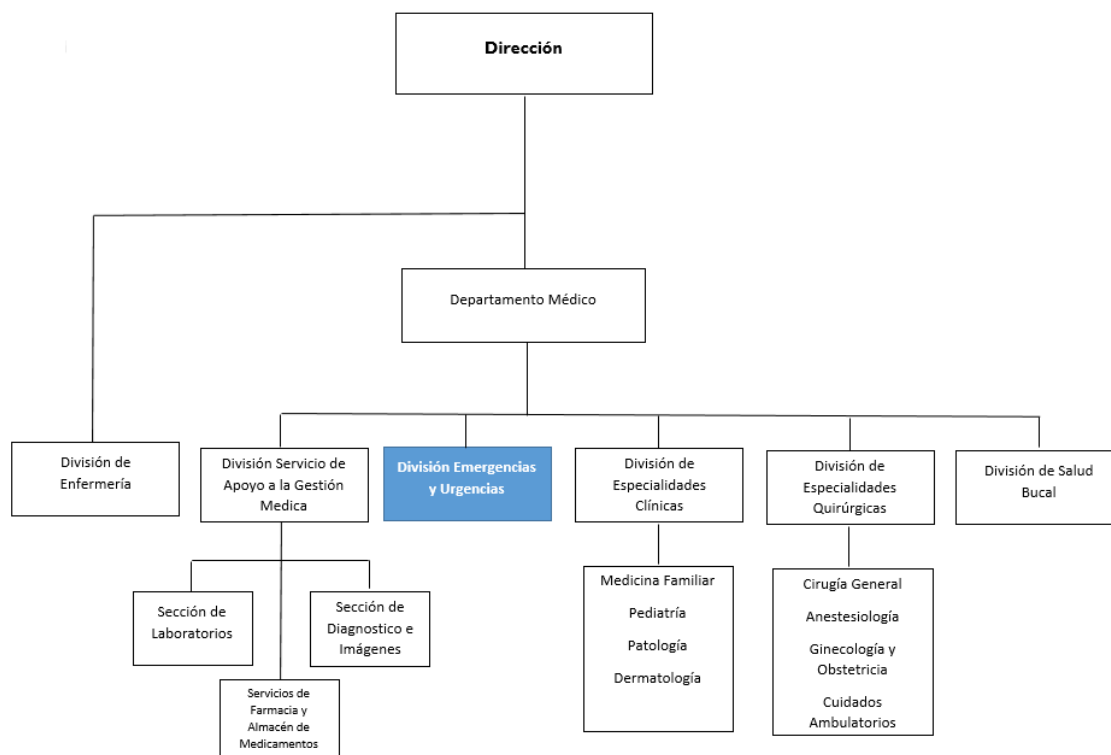 Dirección
Departamento Médico
División de
Enfermería
División Servicio de
Apoyo a la Gestión
Medica
División Emergencias
y Urgencias
División de
Especialidades
Clínicas
División de
Especialidades
Quirúrgicas
División de Salud
Bucal
Sección de
Laboratorios
Sección de
Diagnostico e
Imágenes
Servicios de
Farmacia y
Almacén de
Medicamentos
Medicina Familiar
Pediatría
Patología
Dermatología
Cirugía General
Anestesiología
Ginecología y
Obstetricia
Cuidados
Ambulatorios